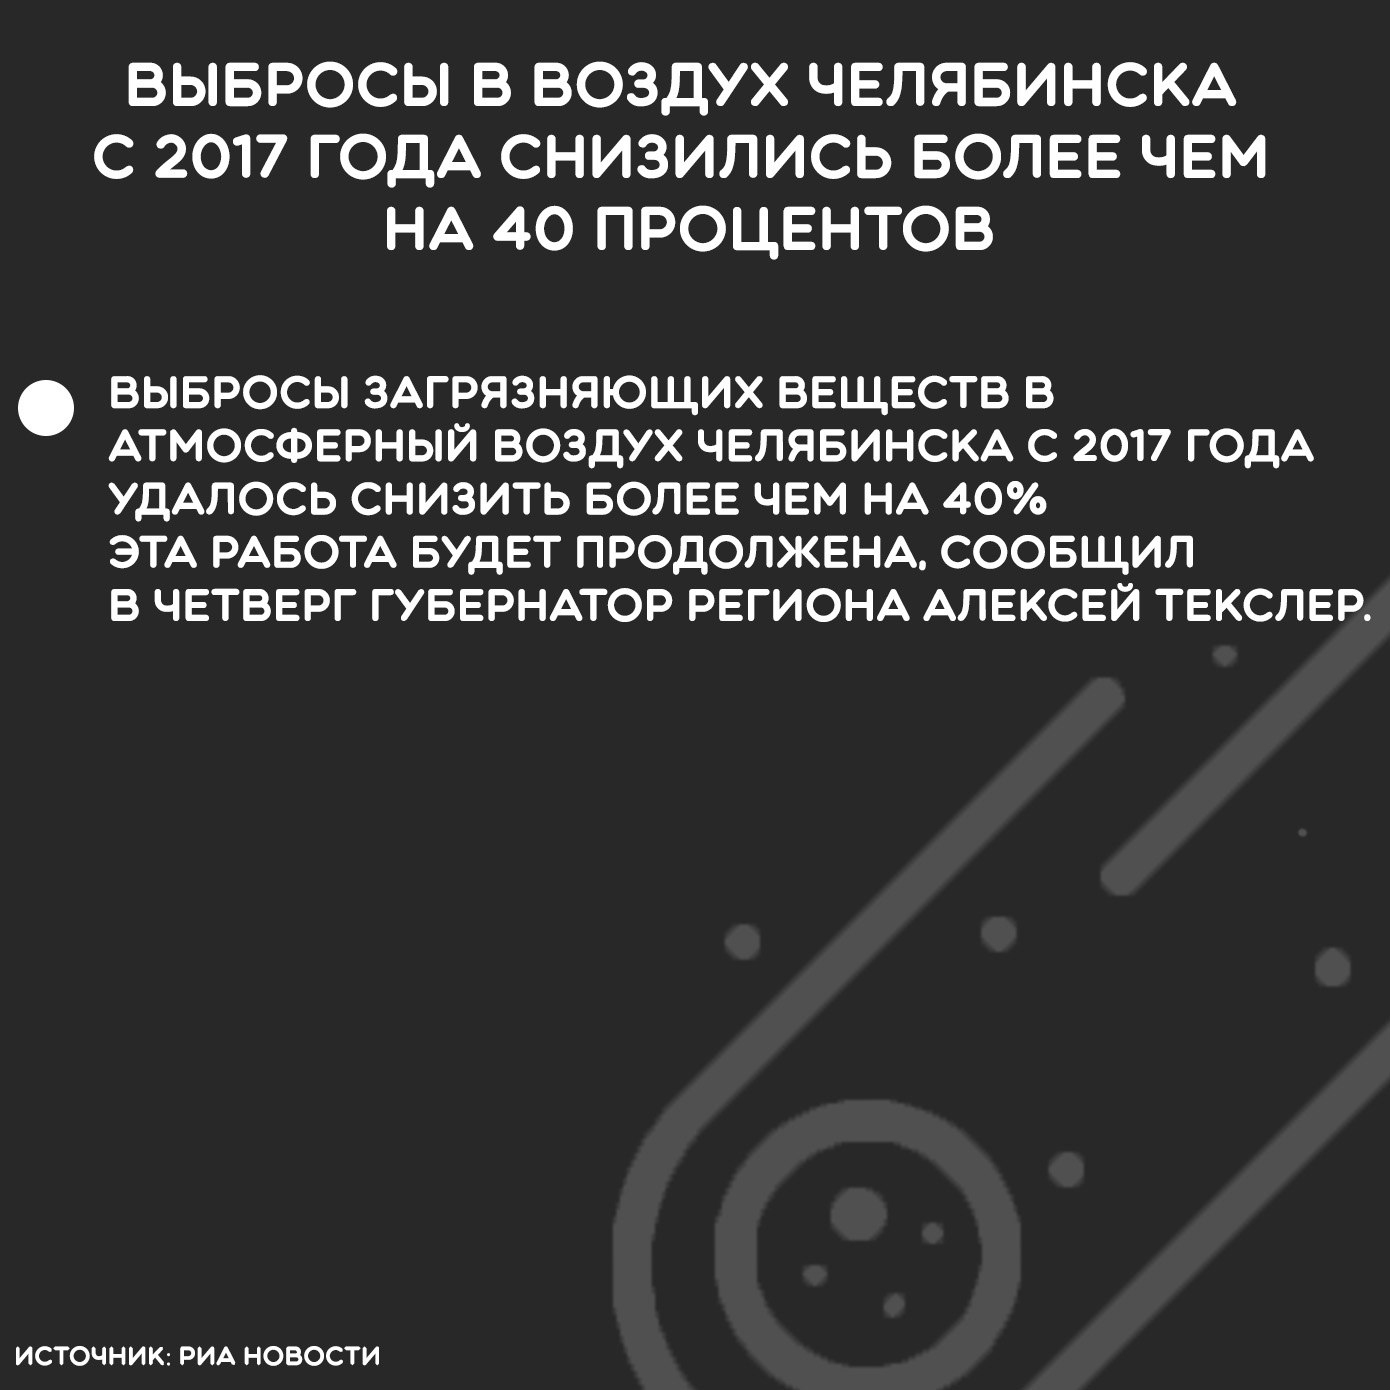 ВЫБРОСЫ В ВОЗДУХ ЧЕЛЯБИНСКА
С 2017 ГОДА СНИЗИЛИСЬ БОЛЕЕ ЧЕМ
НА 40 ПРОЦЕНТОВ
ВЫБРОСЫ ЗАГРЯЗНЯЮЩИХ ВЕЩЕСТВ В
АТМОСФЕРНЫЙ ВОЗДУХ ЧЕЛЯБИНСКА С 2017 ГОДА
УДАЛОСЬ СНИЗИТЬ БОЛЕЕ ЧЕМ НА 40%
ЭТА РАБОТА БУДЕТ ПРОДОЛЖЕНА, СООБЩИЛ
В ЧЕТВЕРГ ГУБЕРНАТОР РЕГИОНА АЛЕКСЕЙ ТЕКСЛЕР.
ИСТОЧНИК: РИА НОВОСТИ